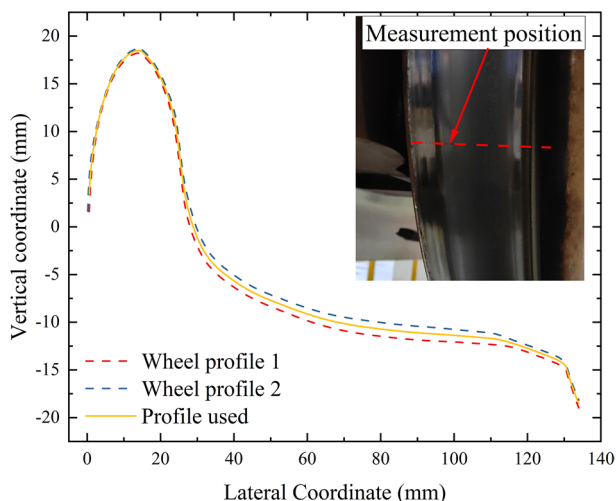 Measurement position
20
15
10
5
0
-5
-10
-15
-20
Vertical coordinate (mm)
Wheel profile 1
Wheel profile 2
Profile used
0 20 40 60 80 100 120 140
Lateral Coordinate (mm)